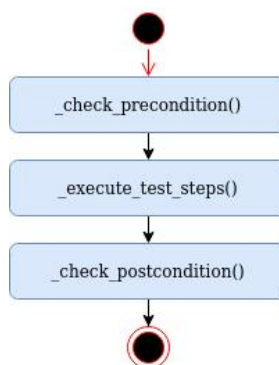 _check_precondition()
_execute_test_steps()
_check_postcondition()